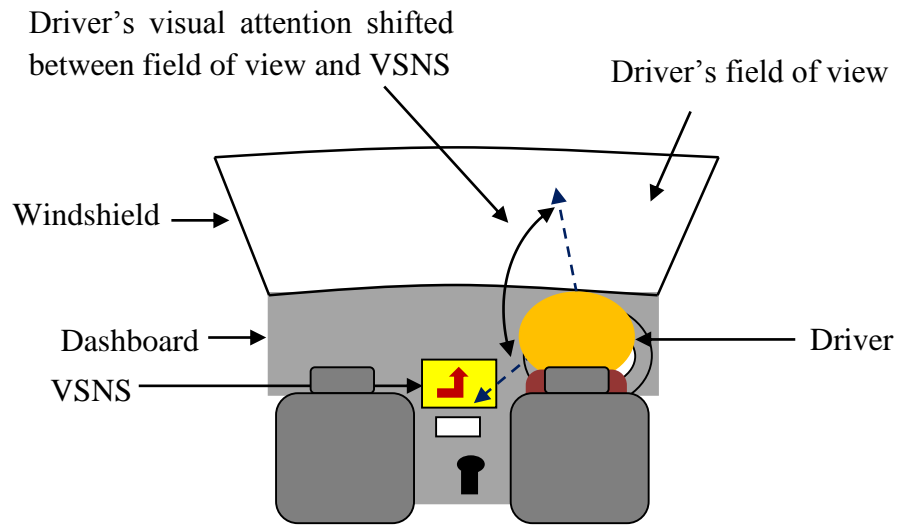 Driver’s visual attention shifted
between field of view and VSNS
Driver’s field of view
Windshield
Dashboard
Driver
VSNS